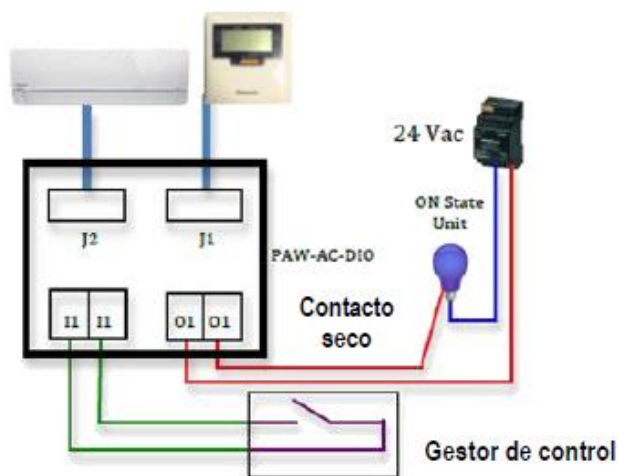 24 Vac
ON State
Unit
J2
J1
PAW-AC-DIO
I1 I1
O1 O1
Contacto
seco
Gestor de control